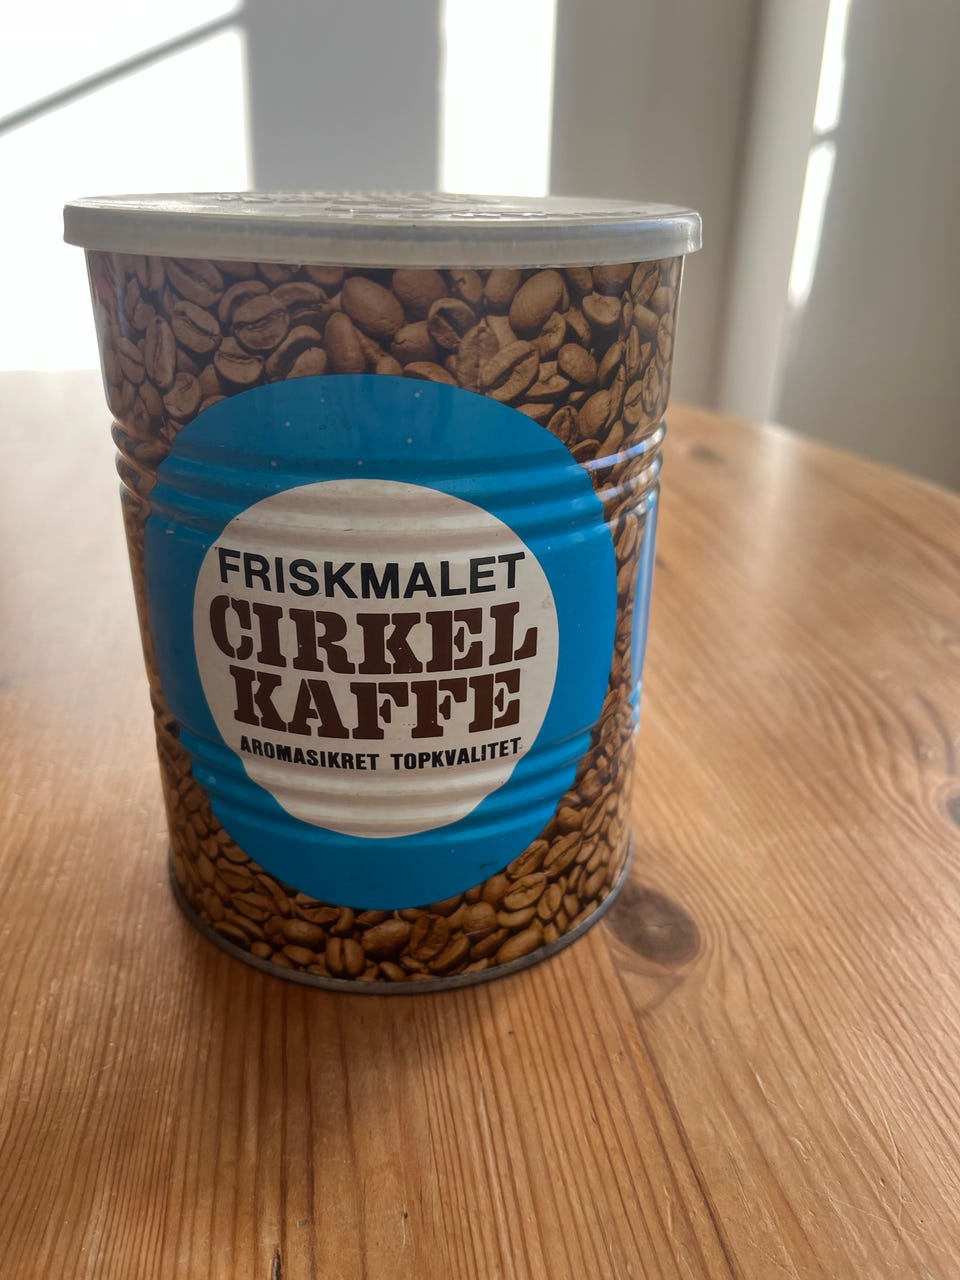 FRISKMALET
CIRKEL
KAFFE
AROMASIKRET TOPKVALITET